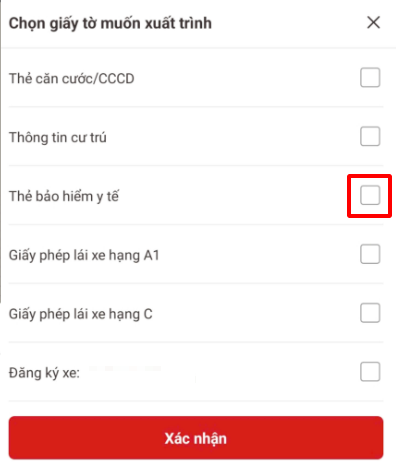 Chọn giấy tờ muốn xuất trình
Thẻ căn cước/CCCD
Thông tin cư trú
Thẻ bảo hiểm y tế
Giấy phép lái xe hạng A1
Giấy phép lái xe hạng C
Đăng ký xe:
Xác nhận